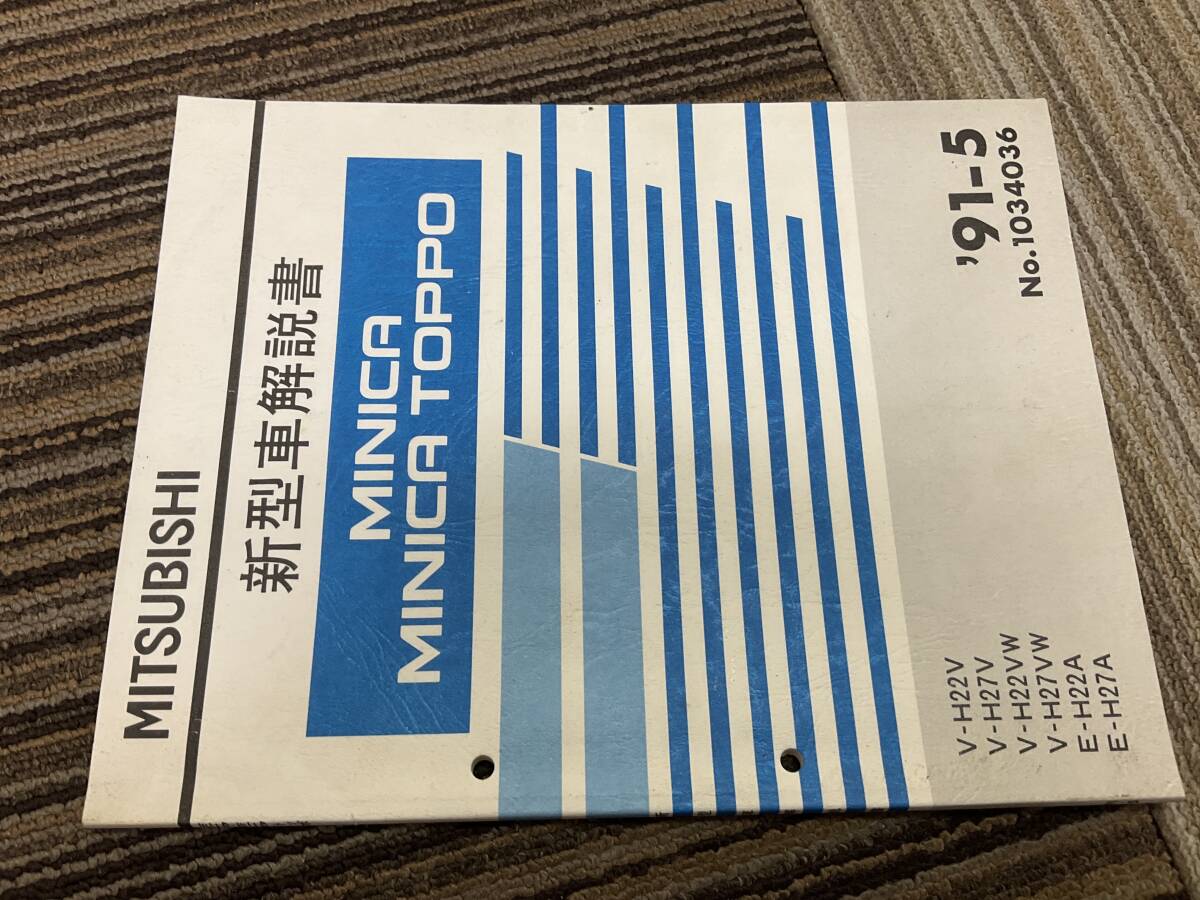 MITSUBISHI
新型車解説書
MINICA
MINICA TOPPO
'91-5
No.1034036
V-H22V
V-H27V
V-H22VW
V-H27VW
E-H22A
E-H27A